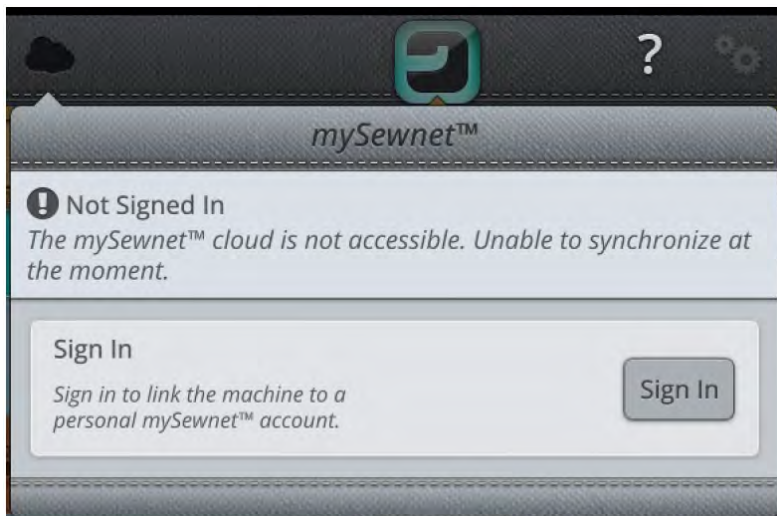 ?
mySewnet™
Not Signed In
The mySewnet™ cloud is not accessible. Unable to synchronize at
the moment.
Sign In
Sign in to link the machine to a
personal mySewnet™ account.
Sign In